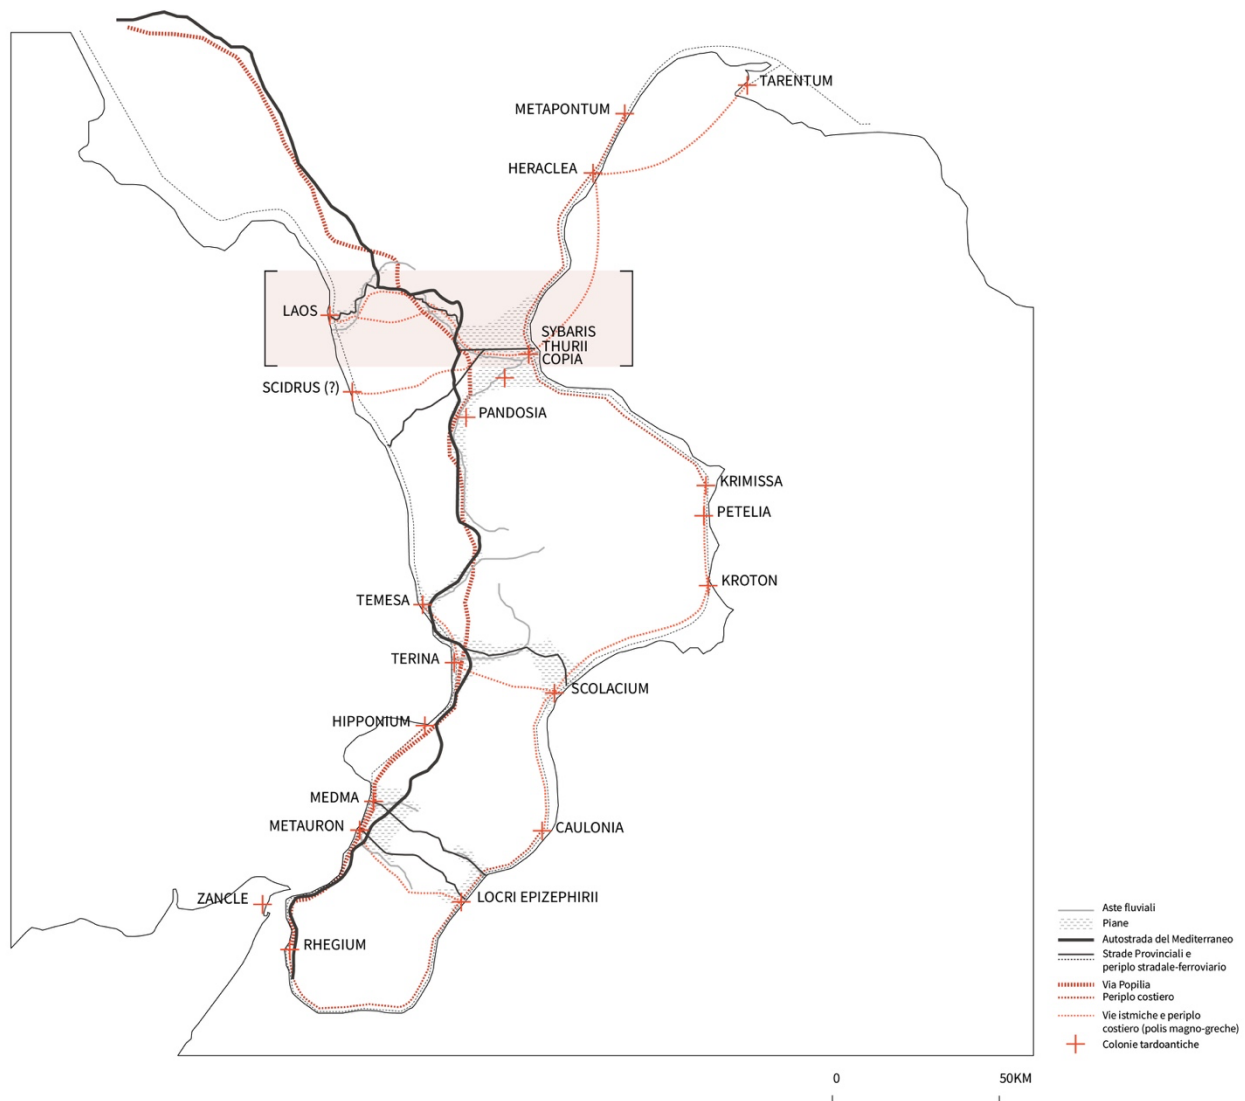 TARENTUM
METAPONTUM
HERACLEA
LAOS
SYBARIS
THURII
COPIA
SCIDRUS (?)
PANDOSIA
KRIMISSA
PETELIA
KROTON
TEMESA
TERINA
SCOLACIUM
HIPPONIUM
MEDMA
METAURON
CAULONIA
ZANCLE
LOCRI EPIZEPHIRII
RHEGIUM
Aste fluviali
Piane
Autostrada del Mediterraneo
Strade Provinciali e
periplo stradale-ferroviario
Via Popilia
Periplo costiero
Vie istmiche e periplo
costiero (polis magno-greche)
Colonie tardoantiche
0 50KM